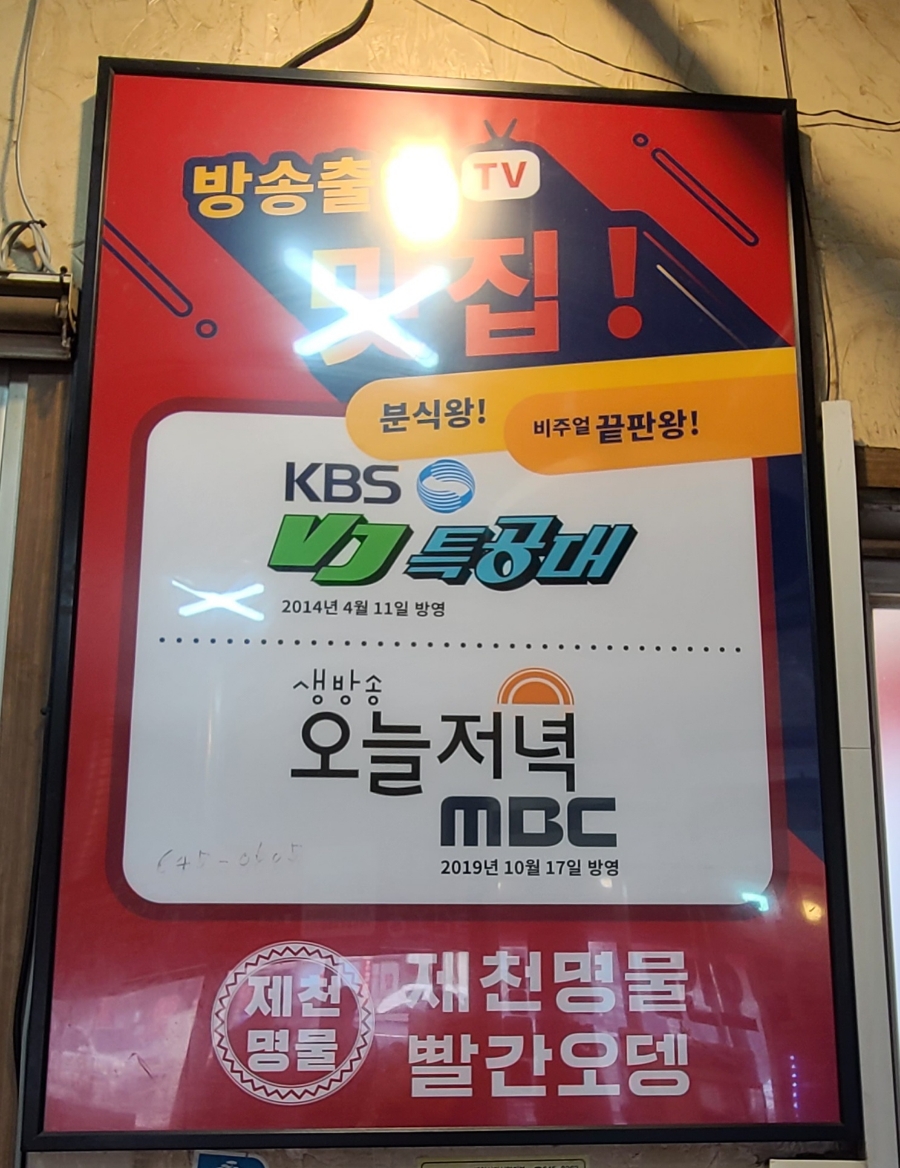 방송출
TV
맛집!
분식왕!
비주얼 끝판왕!
KBS
VJ 특공대
2014년 4월 11일 방영
생방송
오늘저녁
MBC
2019년 10월 17일 방영
645-0605
제천
명물
제천명물
빨간오뎅